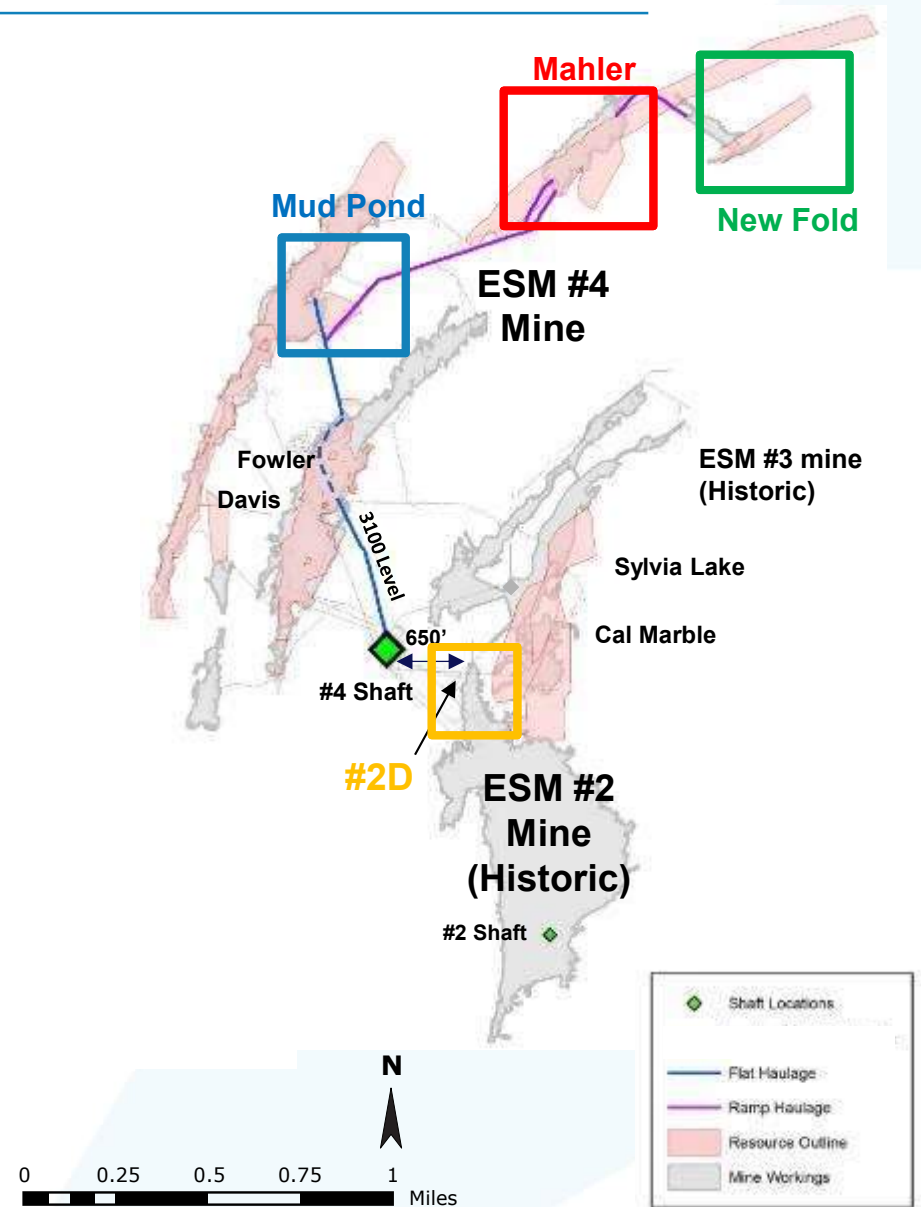 Mahler
New Fold
Mud Pond
ESM #4
Mine
Fowler
Davis
3100 Level
ESM #3 mine
(Historic)
Sylvia Lake
Cal Marble
650'
#4 Shaft
#2D
ESM #2
Mine
(Historic)
#2 Shaft
N
0 0.25 0.5 0.75 1
Miles
Shaft Locations
Flat Haulage
Ramp Haulage
Resource Outline
Mine Workings